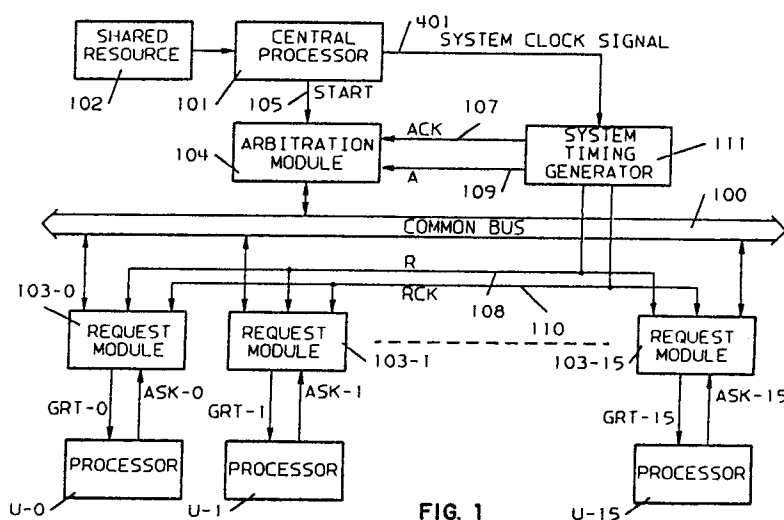 SHARED
RESOURCE
102
CENTRAL
PROCESSOR
101
401
SYSTEM CLOCK SIGNAL
105
START
ARBITRATION
MODULE
104
ACK
107
A
109
SYSTEM
TIMING
GENERATOR
111
100
COMMON BUS
R
RCK
108
110
103-0
REQUEST
MODULE
REQUEST
MODULE
103-1
REQUEST
MODULE
103-15
GRT-0
ASK-0
GRT-1
ASK-1
GRT-15
ASK-15
PROCESSOR
U-0
PROCESSOR
U-1
PROCESSOR
U-15
FIG. 1